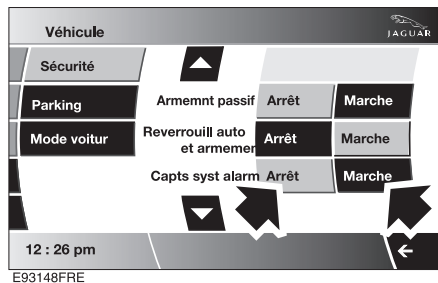 Véhicule
JAGUAR
Sécurité
Parking
Armemnt passif Arrêt Marche
Mode voitur
Reverrouill auto
et armemer Arrêt Marche
Capts syst alarm Arrêt Marche
12 : 26 pm
E93148FRE